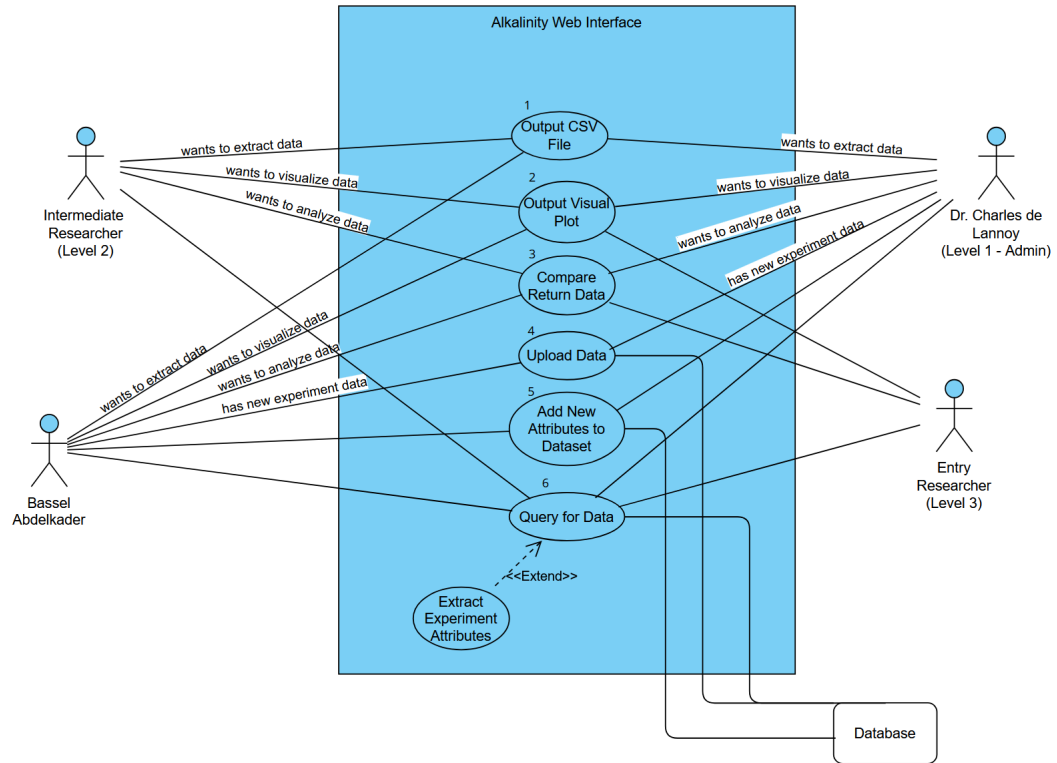 Alkalinity Web Interface
1
Output CSV
File
wants to extract data
wants to extract data
Intermediate
Researcher
(Level 2)
wants to visualize data
wants to visualize data
2
Output Visual
Plot
Dr. Charles de
Lannoy
(Level 1 - Admin)
wants to analyze data
wants to analyze data
3
Compare
Return Data
has new experiment data
4
Upload Data
wants to extract data
wants to visualize data
wants to analyze data
has new experiment data
5
Add New
Attributes to
Dataset
Bassel
Abdelkader
Entry
Researcher
(Level 3)
6
Query for Data
<<Extend>>
Extract
Experiment
Attributes
Database